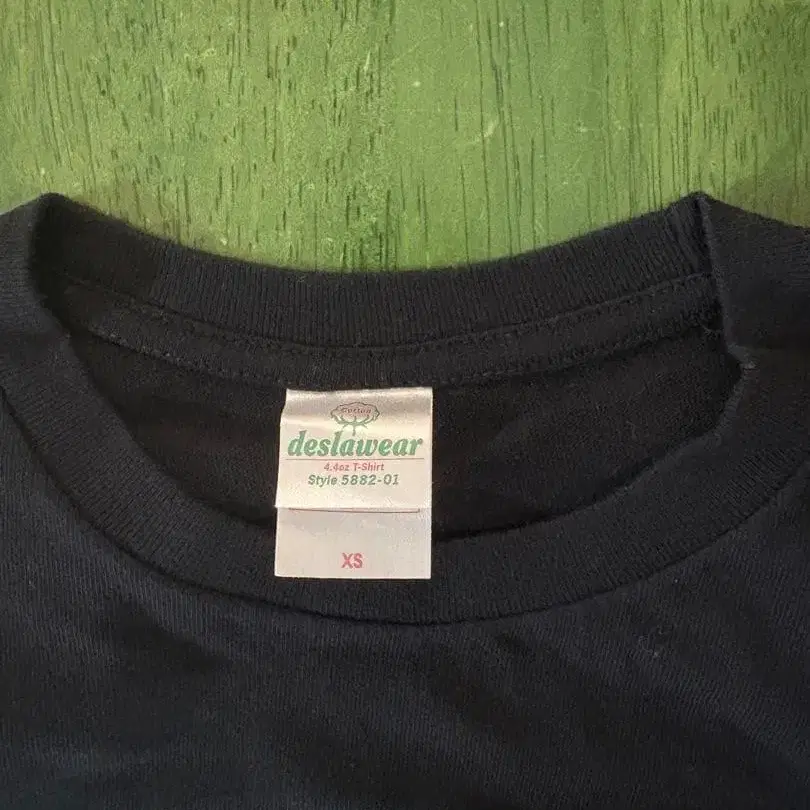 Cotton
deslawear
4.4oz T-Shirt
Style 5882-01
XS